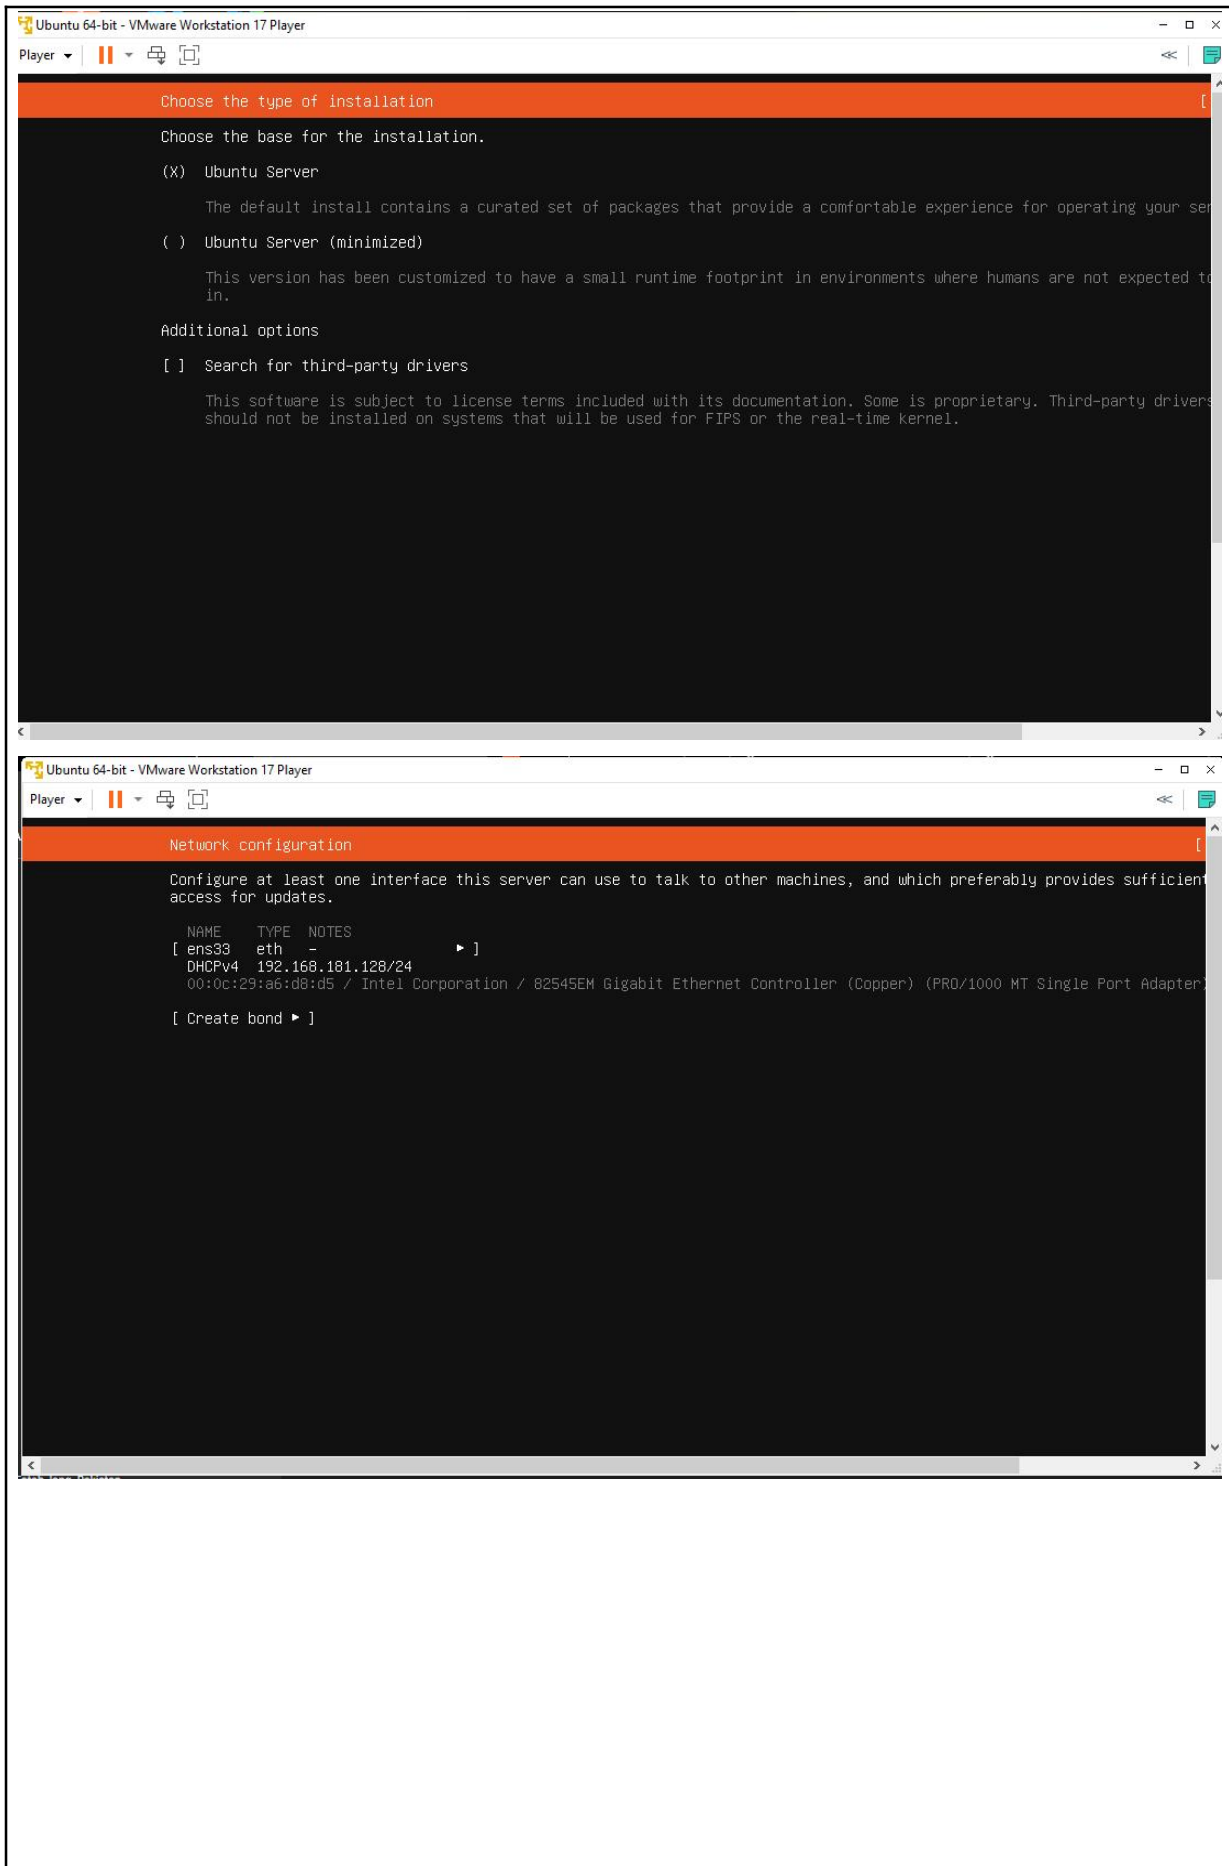 Ubuntu 64-bit - VMware Workstation 17 Player
Player
Choose the type of installation [
Choose the base for the installation.
(X) Ubuntu Server
The default install contains a curated set of packages that provide a comfortable experience for operating your ser
( ) Ubuntu Server (minimized)
This version has been customized to have a small runtime footprint in environments where humans are not expected to
in.
Additional options
[ ] Search for third-party drivers
This software is subject to license terms included with its documentation. Some is proprietary. Third-party drivers
should not be installed on systems that will be used for FIPS or the real-time kernel.
Ubuntu 64-bit - VMware Workstation 17 Player
Player
Network configuration [
Configure at least one interface this server can use to talk to other machines, and which preferably provides sufficient
access for updates.
NAME TYPE NOTES
[ ens33 eth - ▸ ]
DHCPv4 192.168.181.128/24
00:0c:29:a6:d8:d5 / Intel Corporation / 82545EM Gigabit Ethernet Controller (Copper) (PRO/1000 MT Single Port Adapter)
[ Create bond ▸ ]